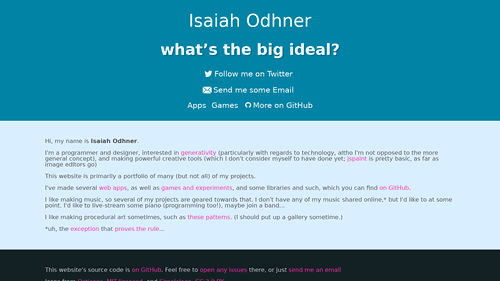 Isaiah Odhner
what's the big ideal?
Follow me on Twitter
Send me some Email
Apps Games More on GitHub
Hi, my name is Isaiah Odhner.
I'm a programmer and designer, interested in generativity (particularly with regards to technology, altho I'm not opposed to the more
general concept), and making powerful creative tools (which I don't consider myself to have done yet; jspaint is pretty basic, as far as
image editors go)
This website is primarily a portfolio of many (but not all) of my projects.
I've made several web apps, as well as games and experiments, and some libraries and such, which you can find on GitHub.
I like making music, so several of my projects are geared towards that. I don't have any of my music shared online,* but I'd like to at some
point. I'd like to live-stream some piano (programming too!), maybe join a band...
I like making procedural art sometimes, such as these patterns. (I should put up a gallery sometime.)
*uh, the exception that proves the rule...
This website's source code is on GitHub. Feel free to open any issues there, or just send me an email